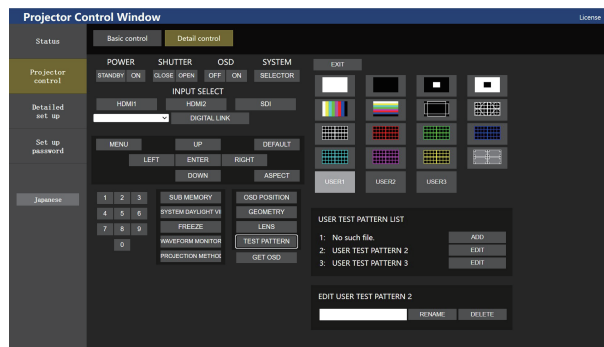 Projector Control Window
License
Status
Projector
control
Detailed
set up
Set up
password
Japanese
Basic control
Detail control
POWER
SHUTTER
OSD
SYSTEM
STANDBY
ON
CLOSE
OPEN
OFF
ON
SELECTOR
INPUT SELECT
HDMI1
HDMI2
SDI
DIGITAL LINK
MENU
UP
DEFAULT
LEFT
ENTER
RIGHT
DOWN
ASPECT
1 2 3
4 5 6
7 8 9
0
SUB MEMORY
SYSTEM DAYLIGHT VI
FREEZE
WAVEFORM MONITOR
PROJECTION METHOD
OSD POSITION
GEOMETRY
LENS
TEST PATTERN
GET OSD
EXIT
USER1
USER2
USER3
USER TEST PATTERN LIST
1: No such file.
ADD
2: USER TEST PATTERN 2
EDIT
3: USER TEST PATTERN 3
EDIT
EDIT USER TEST PATTERN 2
RENAME
DELETE